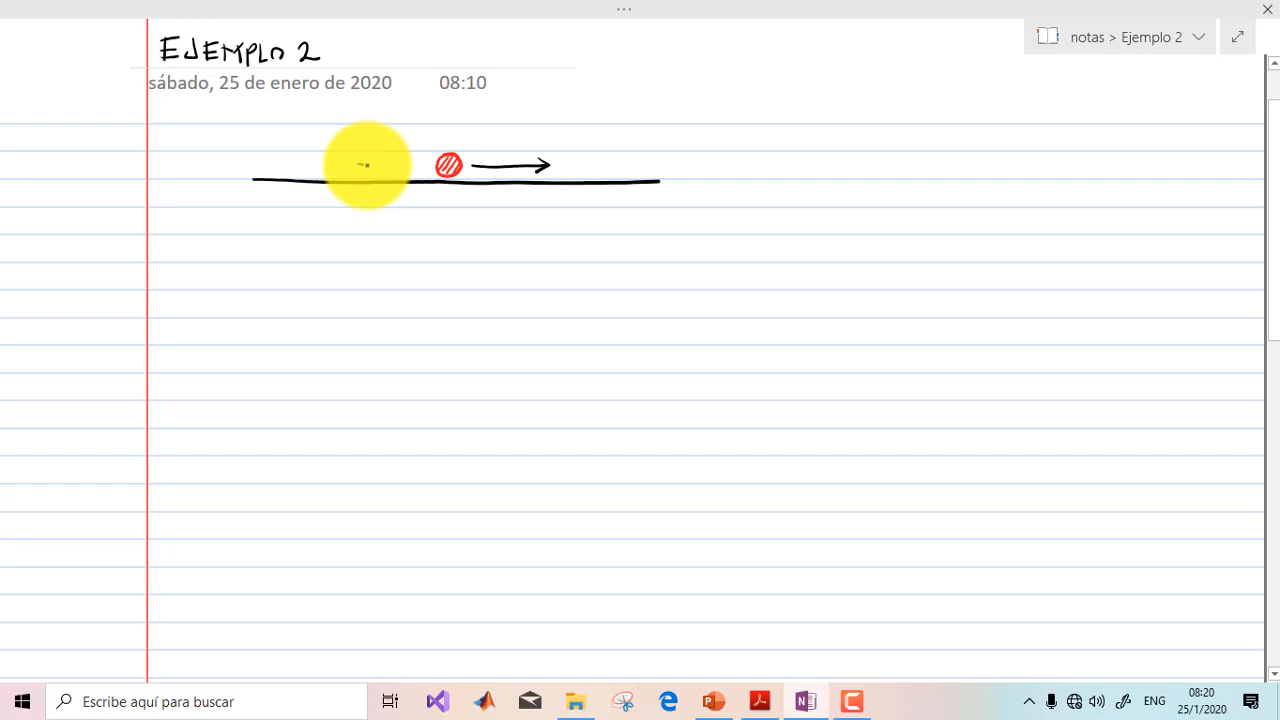 notas > Ejemplo 2
EJEMPLO 2
sábado, 25 de enero de 2020 08:10
Escribe aquí para buscar
ENG
08:20
25/1/2020